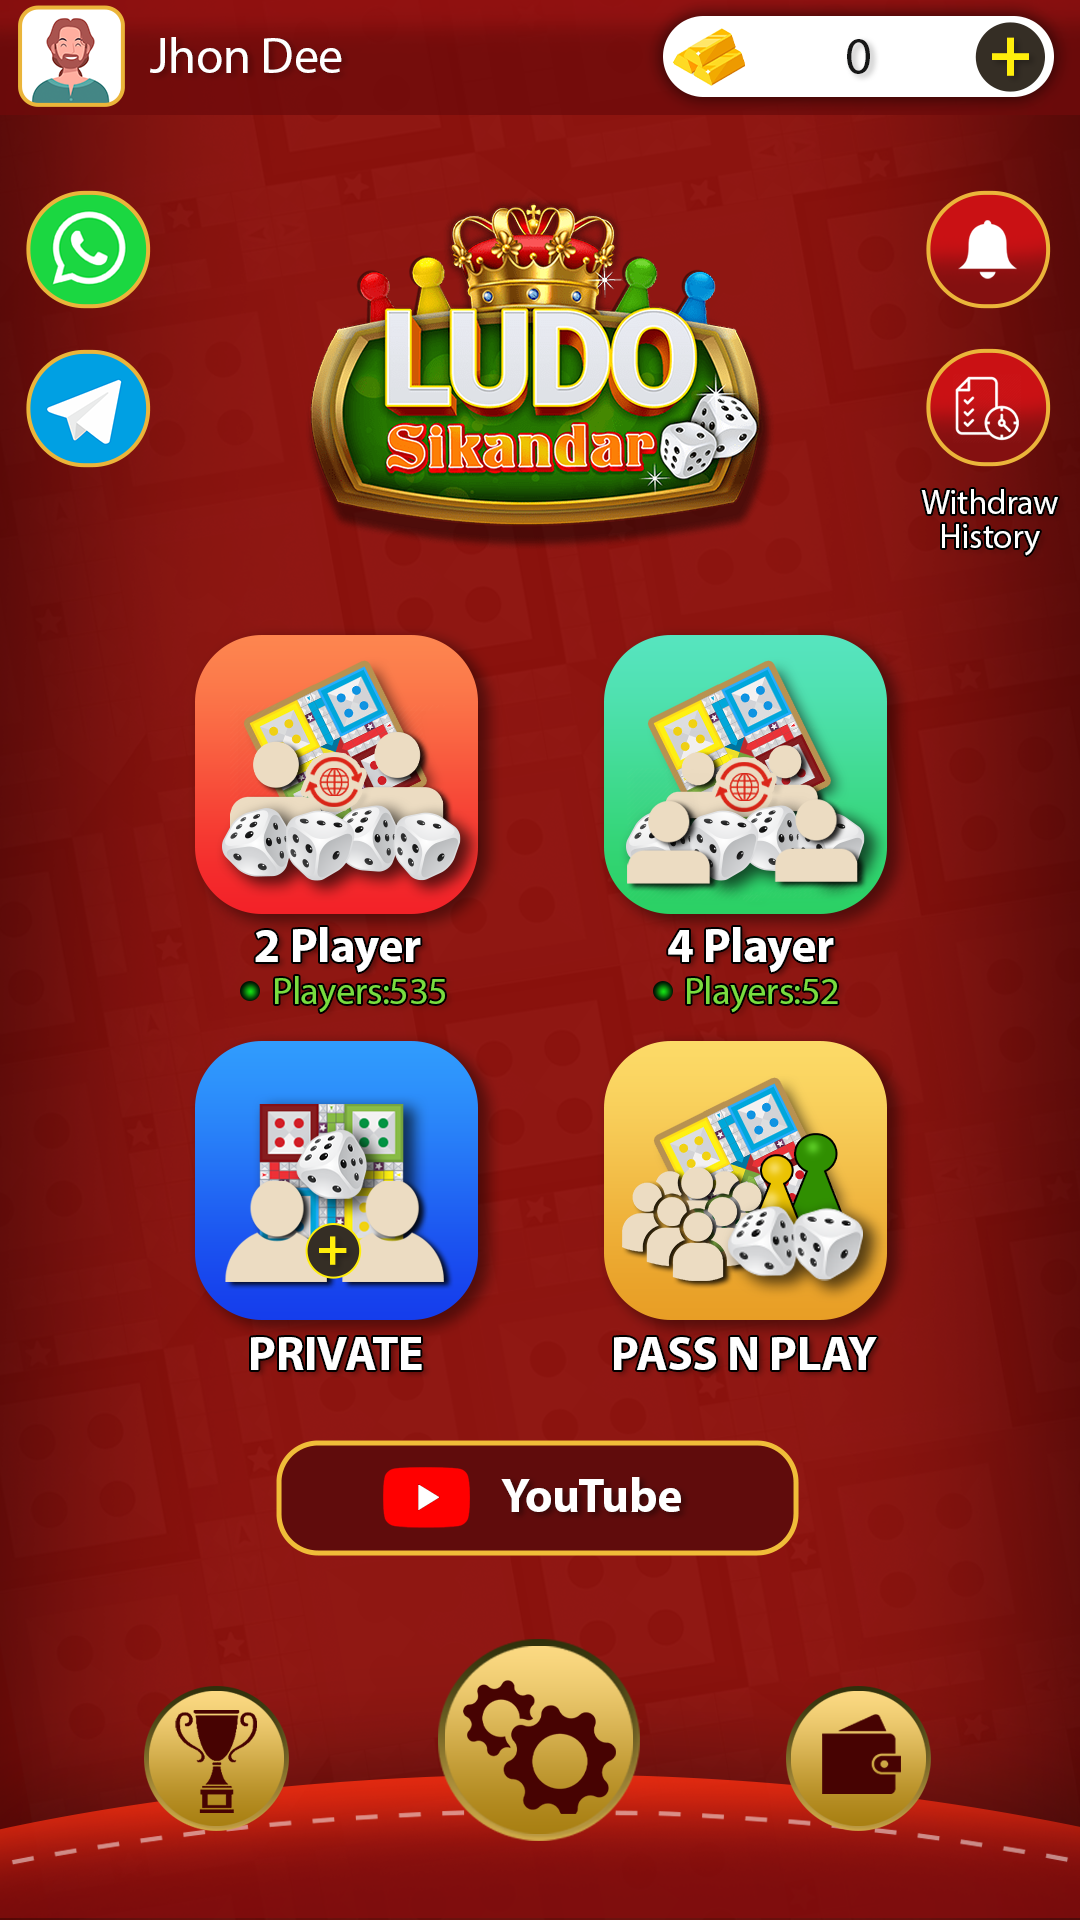 Jhon Dee
0
LUDO
Sikandar
Withdraw
History
2 Player
Players:535
4 Player
Players:52
PRIVATE
PASS N PLAY
YouTube